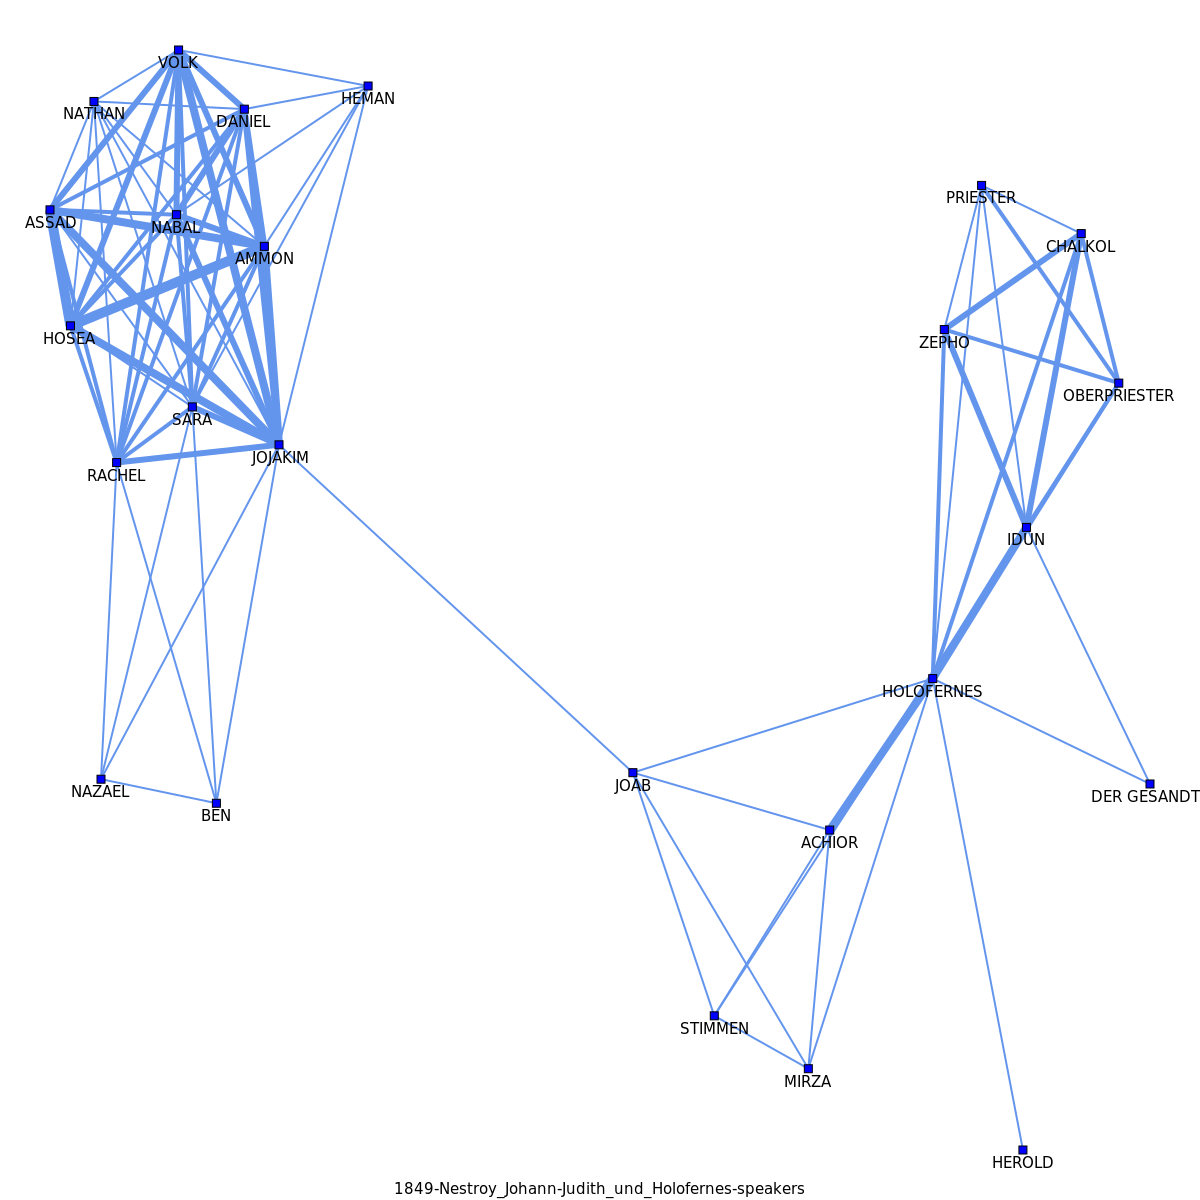 VOLK
HEMAN
NATHAN
DANIEL
PRIESTER
ASSAD
NABAL
CHALKOL
AMMON
HOSEA
ZEPHO
OBERPRIESTER
SARA
JOJAKIM
RACHEL
IDUN
HOLOFERNES
JOAB
NAZAEL
DER GESANDT
BEN
ACHIOR
STIMMEN
MIRZA
HEROLD
1849-Nestroy_Johann-Judith_und_Holofernes-speakers